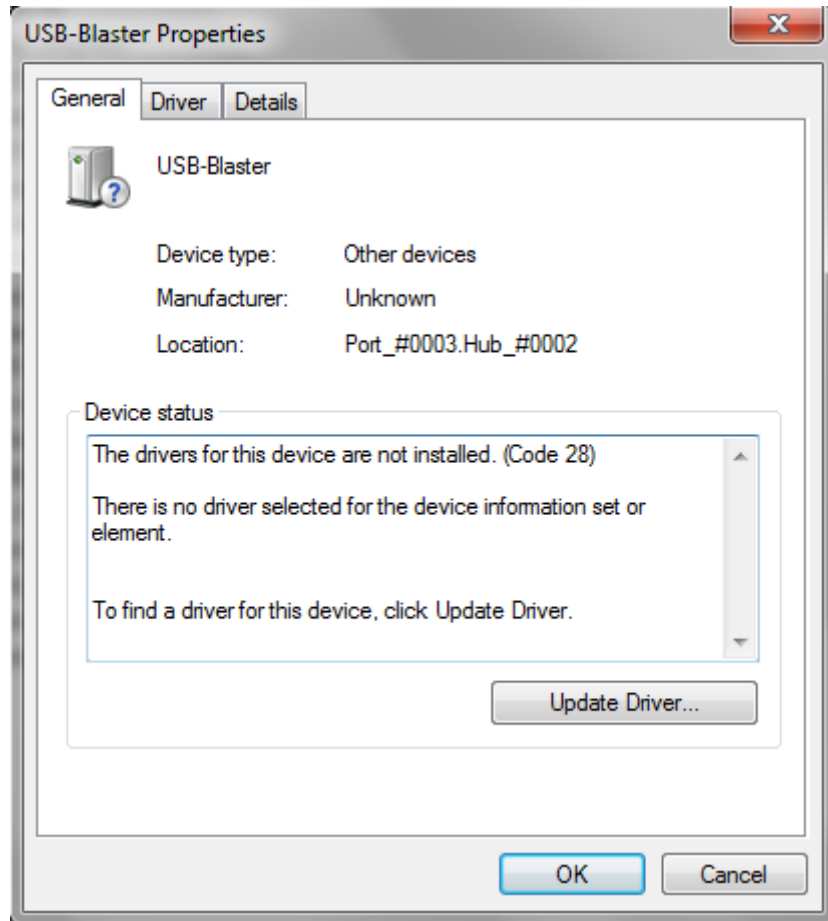 USB-Blaster Properties
General Driver Details
USB-Blaster
Device type: Other devices
Manufacturer: Unknown
Location: Port_#0003.Hub_#0002
Device status
The drivers for this device are not installed. (Code 28)
There is no driver selected for the device information set or
element.
To find a driver for this device, click Update Driver.
Update Driver...
OK Cancel